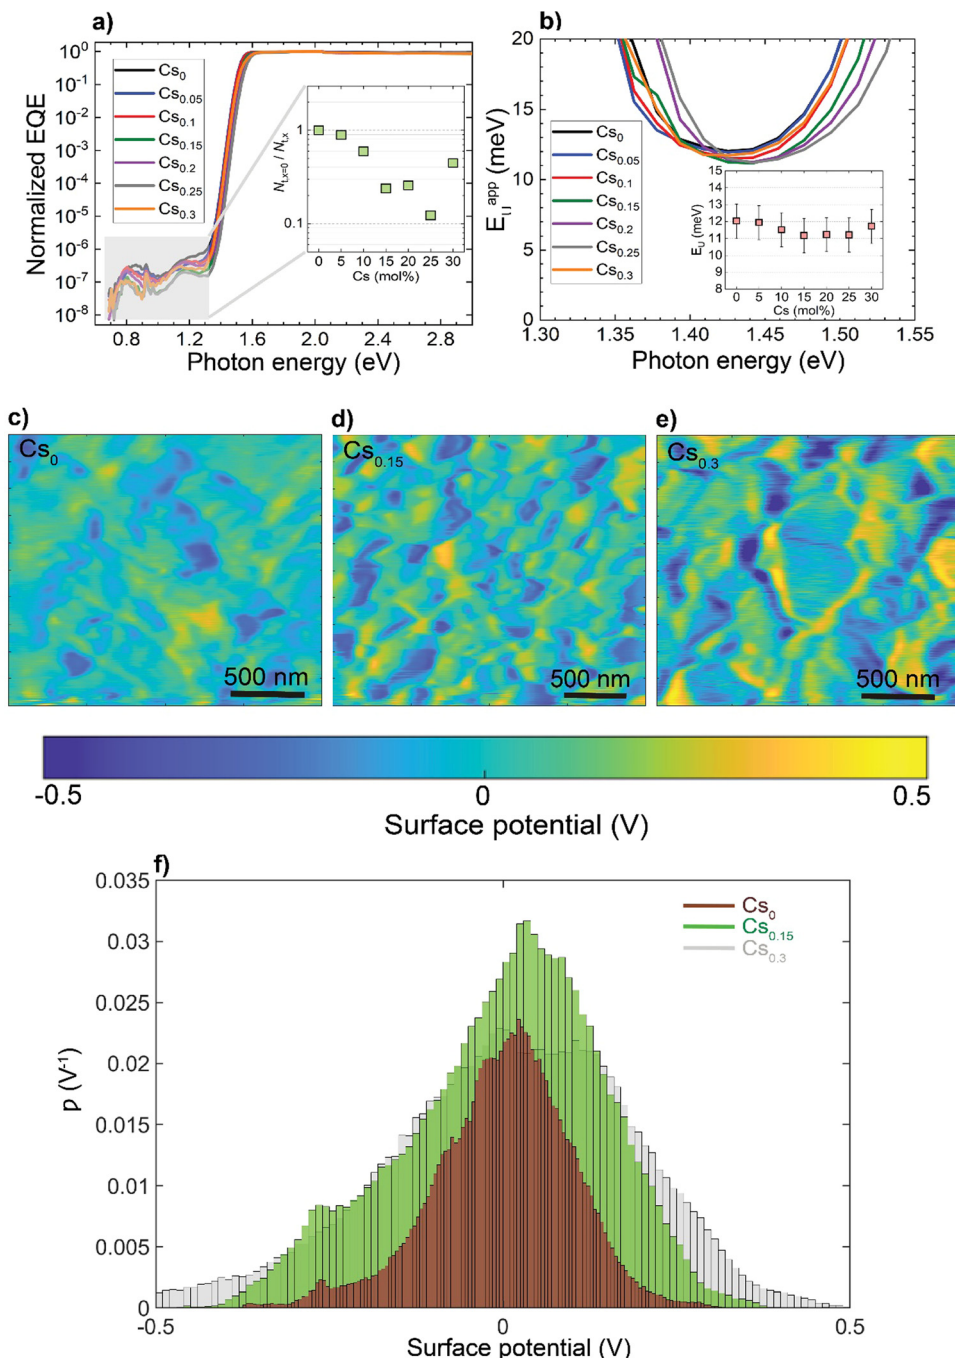 a)
Normalized EQE
10⁰
10⁻¹
10⁻²
10⁻³
10⁻⁴
10⁻⁵
10⁻⁶
10⁻⁷
10⁻⁸
Cs₀
Cs₀.₀₅
Cs₀.₁
Cs₀.₁₅
Cs₀.₂
Cs₀.₂₅
Cs₀.₃
N_t,x=0 / N_t,x
1
0.1
0 5 10 15 20 25 30
Cs (mol%)
0.8 1.2 1.6 2.0 2.4 2.8
Photon energy (eV)
b)
E_U^app (meV)
20
15
10
5
0
Cs₀
Cs₀.₀₅
Cs₀.₁
Cs₀.₁₅
Cs₀.₂
Cs₀.₂₅
Cs₀.₃
E_U (meV)
15
14
13
12
11
10
9
8
0 5 10 15 20 25 30
Cs (mol%)
1.30 1.35 1.40 1.45 1.50 1.55
Photon energy (eV)
c)
Cs₀
500 nm
d)
Cs₀.₁₅
500 nm
e)
Cs₀.₃
500 nm
-0.5 0 0.5
Surface potential (V)
f)
p (V⁻¹)
0.035
0.03
0.025
0.02
0.015
0.01
0.005
0
Cs₀
Cs₀.₁₅
Cs₀.₃
-0.5 0 0.5
Surface potential (V)